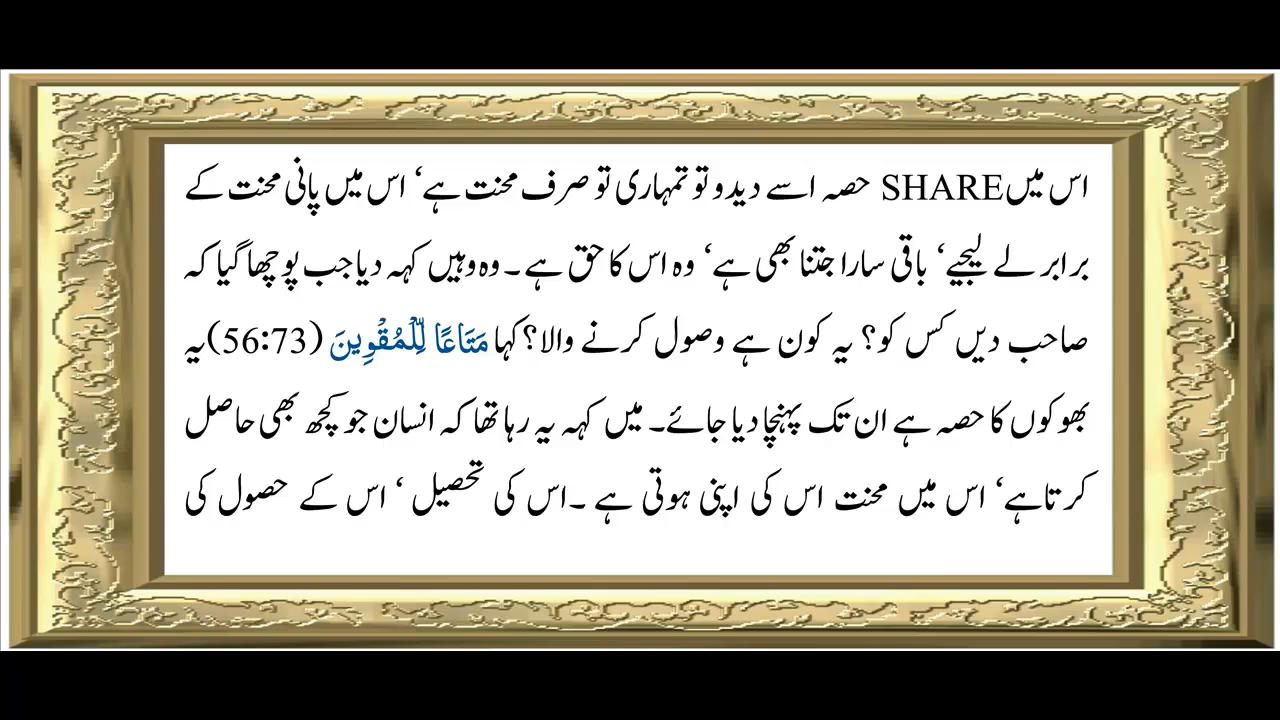 اس میں SHARE حصہ اسے دیدو تو تمہاری تو صرف محنت ہے‘ اس میں پانی محنت کے
برابر لے لیجیے‘ باقی سارا جتنا بھی ہے‘ وہ اس کا حق ہے۔ وہ وہیں کہہ دیا جب پوچھا گیا کہ
صاحب دیں کس کو؟ یہ کون ہے وصول کرنے والا؟ کہا مَتَاعًا لِّلْمُقْوِينَ (56:73) یہ
بھوکوں کا حصہ ہے ان تک پہنچا دیا جائے۔ میں کہہ یہ رہا تھا کہ انسان جو کچھ بھی حاصل
کرتا ہے‘ اس میں محنت اس کی اپنی ہوتی ہے۔ اس کی تحصیل ‘ اس کے حصول کی